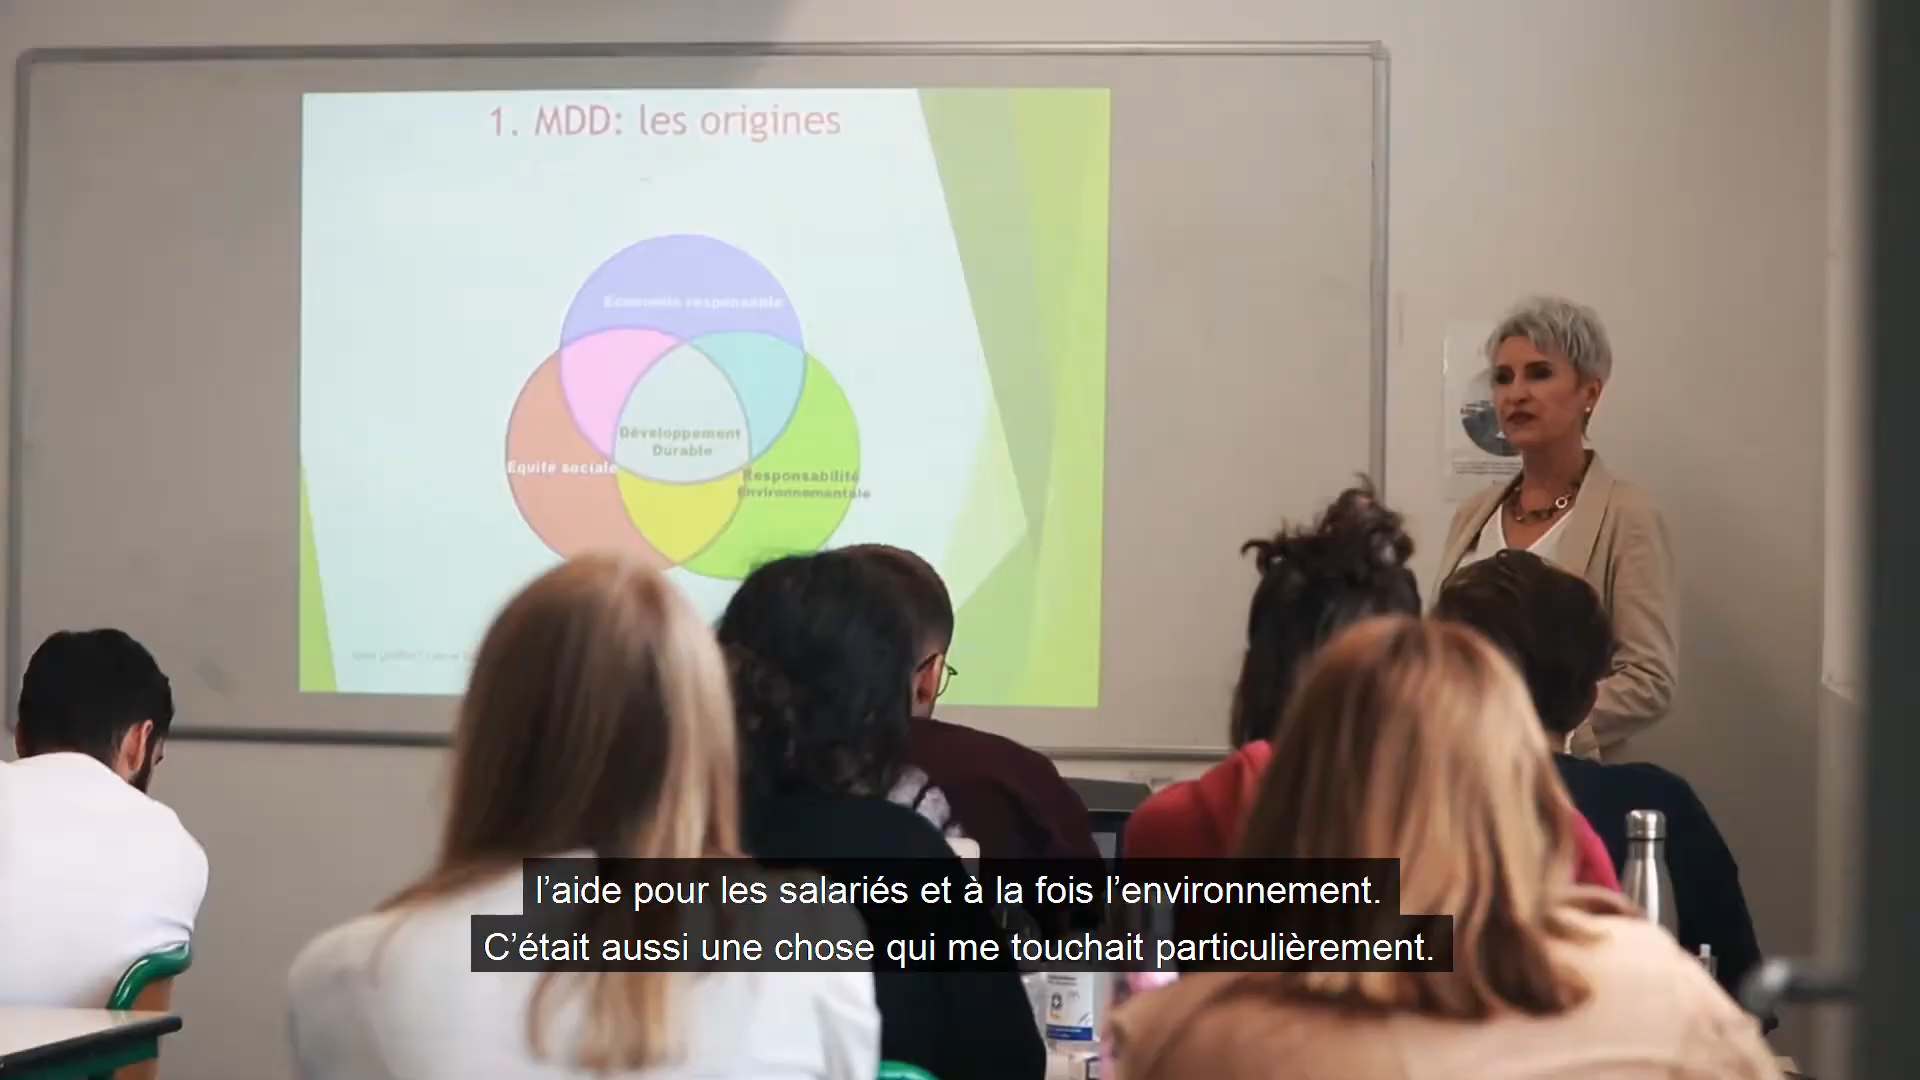 1. MDD: les origines
Economie responsable
Développement
Durable
Equité sociale
Responsabilité
Environnementale
l’aide pour les salariés et à la fois l’environnement.
C’était aussi une chose qui me touchait particulièrement.